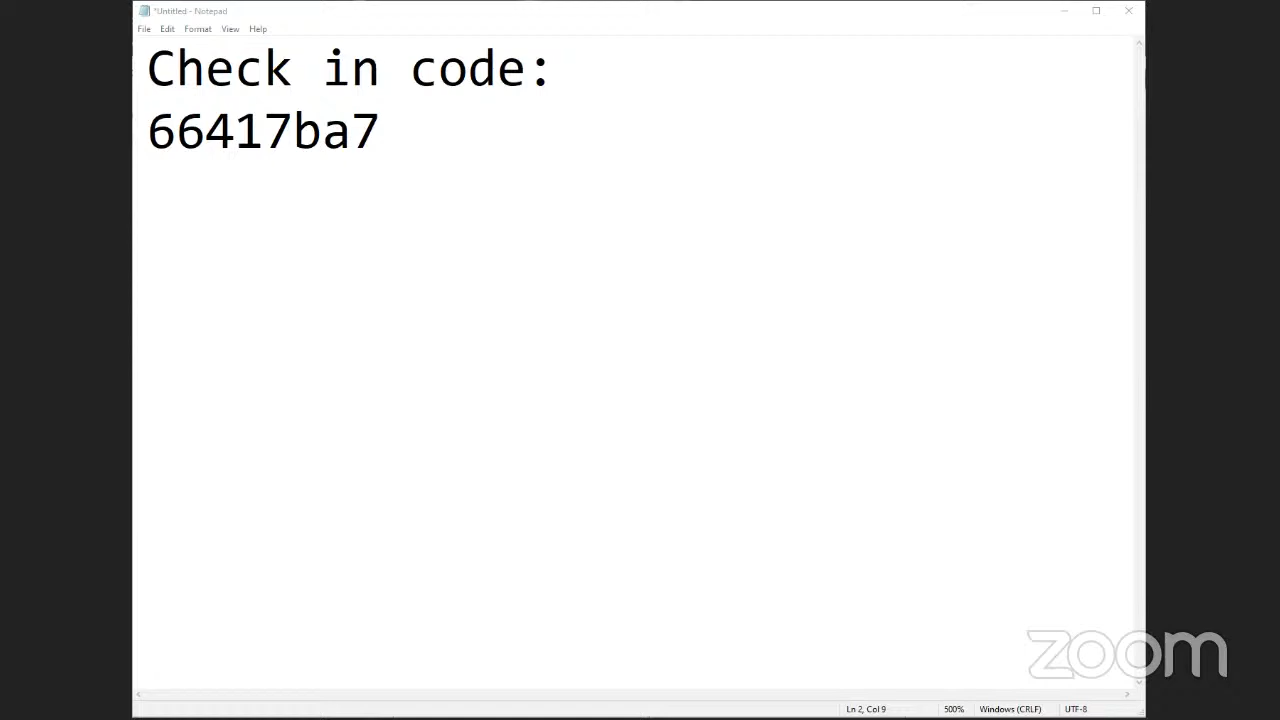 *Untitled - Notepad
File Edit Format View Help
Check in code:
66417ba7
zoom
Ln 2, Col 9 500% Windows (CRLF) UTF-8